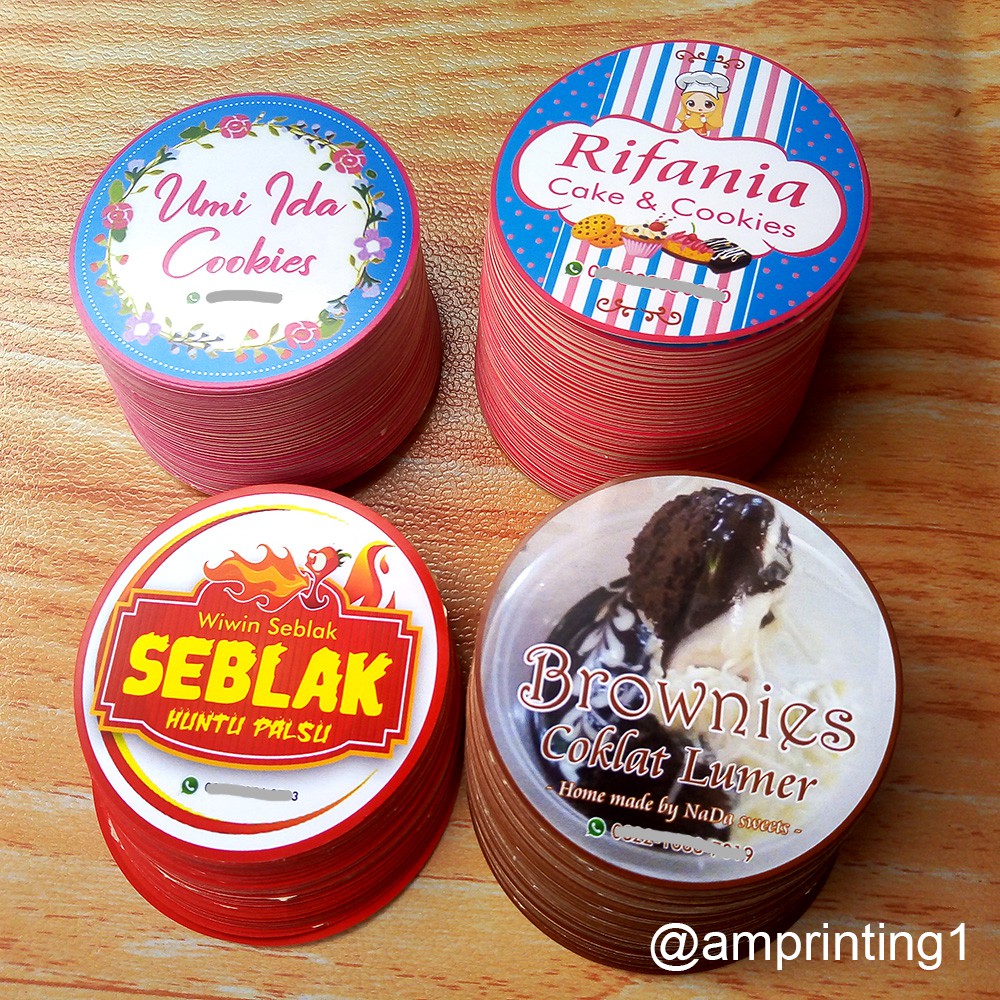 Umi Ida
Cookies
Rifania
Cake & Cookies
Wiwin Seblak
SEBLAK
HUNTU PALSU
Brownies
Coklat Lumer
- Home made by NaDa sweets -
@amprinting1